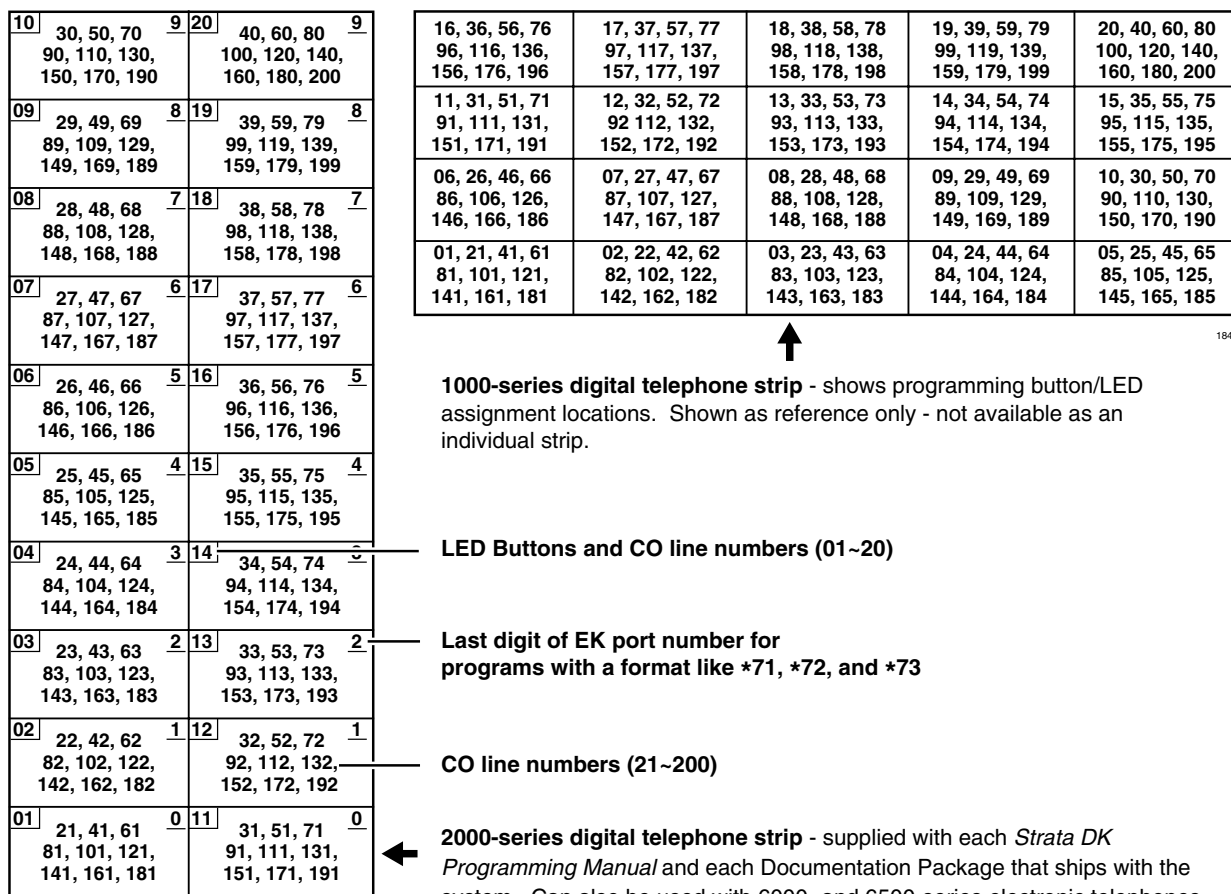 10 30, 50, 70 9
90, 110, 130,
150, 170, 190
20 40, 60, 80 9
100, 120, 140,
160, 180, 200
09 29, 49, 69 8
89, 109, 129,
149, 169, 189
19 39, 59, 79 8
99, 119, 139,
159, 179, 199
08 28, 48, 68 7
88, 108, 128,
148, 168, 188
18 38, 58, 78 7
98, 118, 138,
158, 178, 198
07 27, 47, 67 6
87, 107, 127,
147, 167, 187
17 37, 57, 77 6
97, 117, 137,
157, 177, 197
06 26, 46, 66 5
86, 106, 126,
146, 166, 186
16 36, 56, 76 5
96, 116, 136,
156, 176, 196
05 25, 45, 65 4
85, 105, 125,
145, 165, 185
15 35, 55, 75 4
95, 115, 135,
155, 175, 195
04 24, 44, 64 3
84, 104, 124,
144, 164, 184
14 34, 54, 74
94, 114, 134,
154, 174, 194
03 23, 43, 63 2
83, 103, 123,
143, 163, 183
13 33, 53, 73 2
93, 113, 133,
153, 173, 193
02 22, 42, 62 1
82, 102, 122,
142, 162, 182
12 32, 52, 72 1
92, 112, 132,
152, 172, 192
01 21, 41, 61 0
81, 101, 121,
141, 161, 181
11 31, 51, 71 0
91, 111, 131,
151, 171, 191
16, 36, 56, 76
96, 116, 136,
156, 176, 196
17, 37, 57, 77
97, 117, 137,
157, 177, 197
18, 38, 58, 78
98, 118, 138,
158, 178, 198
19, 39, 59, 79
99, 119, 139,
159, 179, 199
20, 40, 60, 80
100, 120, 140,
160, 180, 200
11, 31, 51, 71
91, 111, 131,
151, 171, 191
12, 32, 52, 72
92 112, 132,
152, 172, 192
13, 33, 53, 73
93, 113, 133,
153, 173, 193
14, 34, 54, 74
94, 114, 134,
154, 174, 194
15, 35, 55, 75
95, 115, 135,
155, 175, 195
06, 26, 46, 66
86, 106, 126,
146, 166, 186
07, 27, 47, 67
87, 107, 127,
147, 167, 187
08, 28, 48, 68
88, 108, 128,
148, 168, 188
09, 29, 49, 69
89, 109, 129,
149, 169, 189
10, 30, 50, 70
90, 110, 130,
150, 170, 190
01, 21, 41, 61
81, 101, 121,
141, 161, 181
02, 22, 42, 62
82, 102, 122,
142, 162, 182
03, 23, 43, 63
83, 103, 123,
143, 163, 183
04, 24, 44, 64
84, 104, 124,
144, 164, 184
05, 25, 45, 65
85, 105, 125,
145, 165, 185
184
1000-series digital telephone strip - shows programming button/LED
assignment locations. Shown as reference only - not available as an
individual strip.
LED Buttons and CO line numbers (01~20)
Last digit of EK port number for
programs with a format like *71, *72, and *73
CO line numbers (21~200)
2000-series digital telephone strip - supplied with each Strata DK
Programming Manual and each Documentation Package that ships with the
system. Can also be used with 6000- and 6500-series electronic telephones.